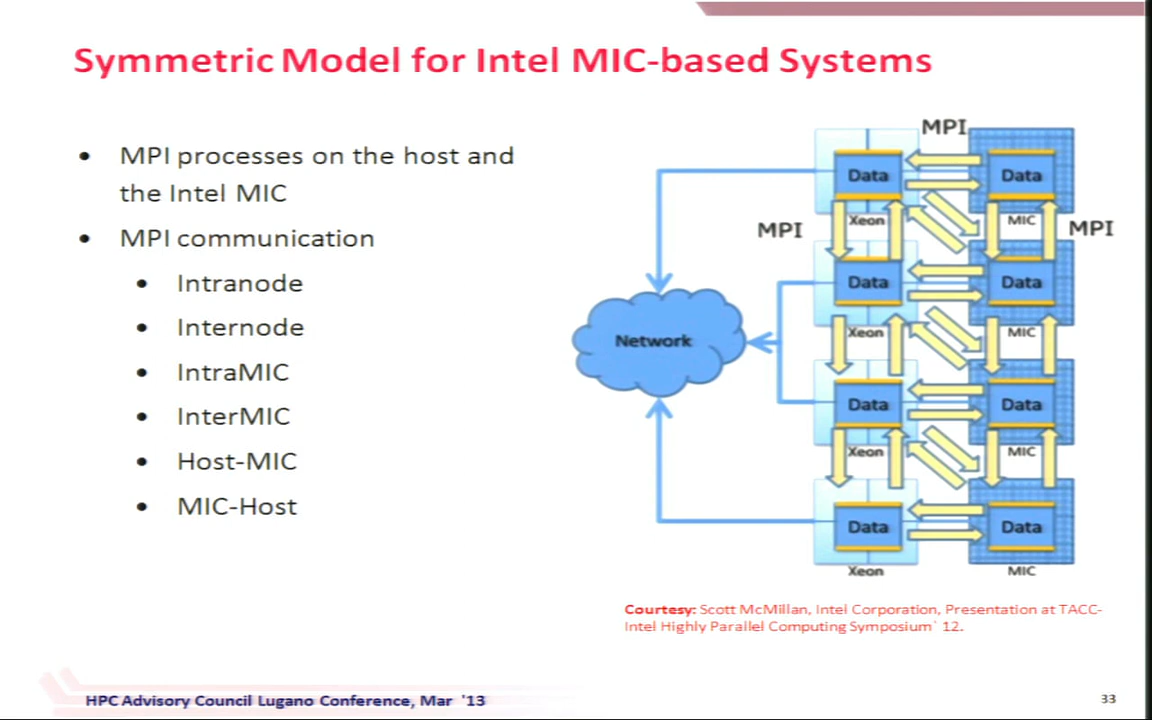 Symmetric Model for Intel MIC-based Systems
• MPI processes on the host and
the Intel MIC
• MPI communication
• Intranode
• Internode
• IntraMIC
• InterMIC
• Host-MIC
• MIC-Host
MPI
Data
Data
Xeon
MIC
MPI
MPI
Data
Data
Xeon
MIC
Network
Data
Data
Xeon
MIC
Data
Data
Xeon
MIC
Courtesy: Scott McMillan, Intel Corporation, Presentation at TACC-
Intel Highly Parallel Computing Symposium` 12.
HPC Advisory Council Lugano Conference, Mar '13
33